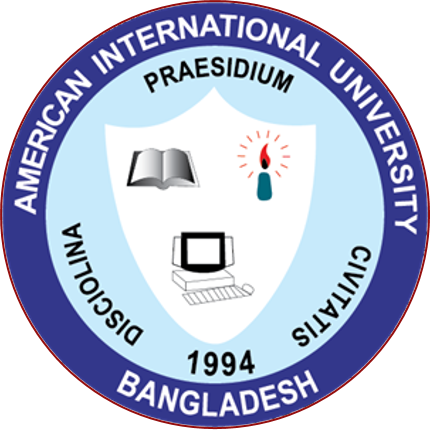 AMERICAN INTERNATIONAL UNIVERSITY
PRAESIDIUM
DISCIOLINA
CIVITATIS
1994
BANGLADESH